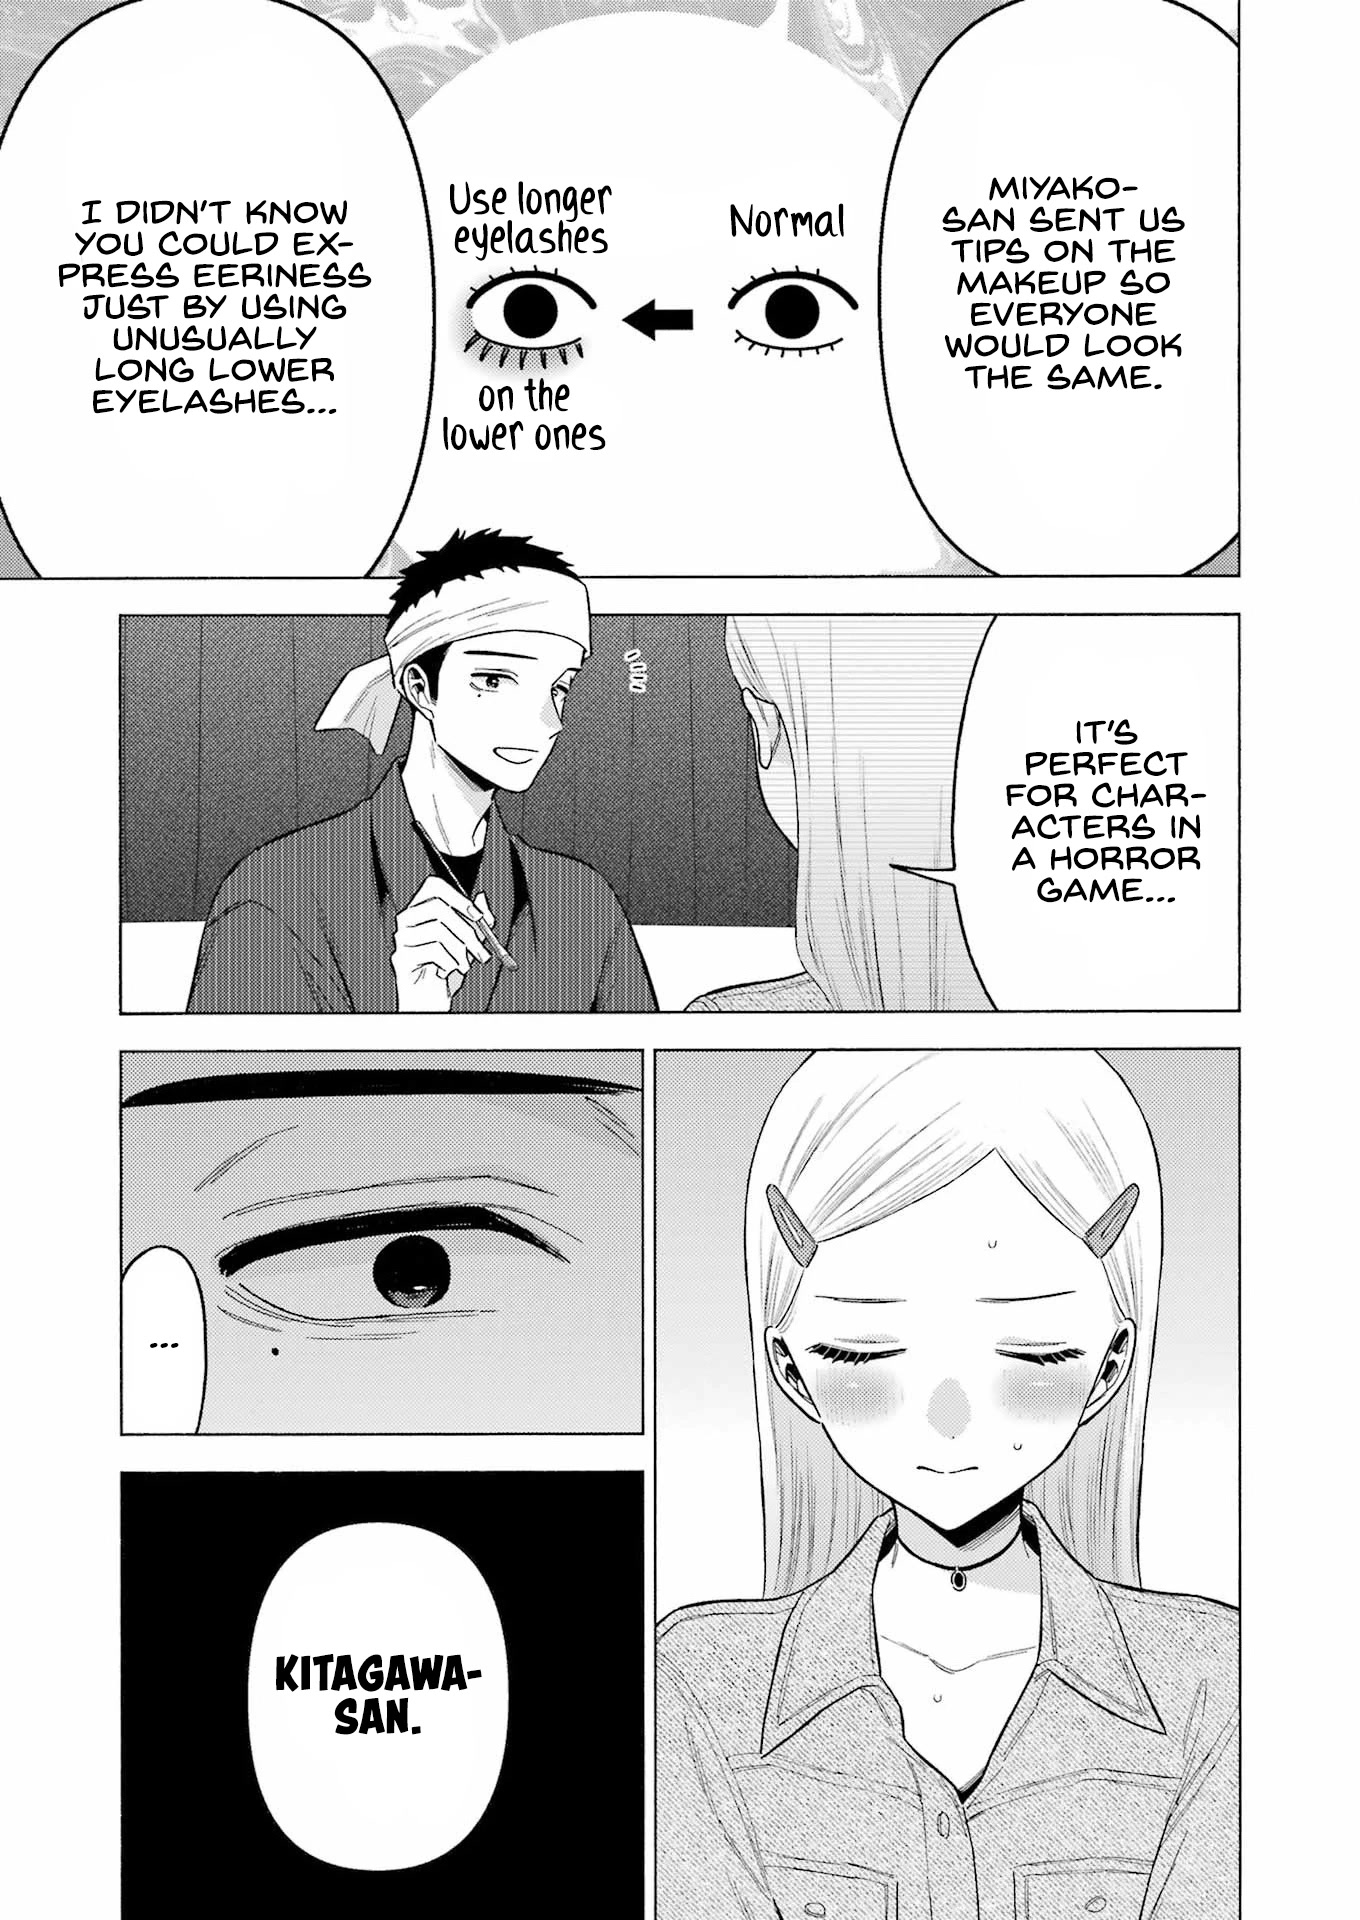 MIYAKO-
SAN SENT US
TIPS ON THE
MAKEUP SO
EVERYONE
WOULD LOOK
THE SAME.
Normal
Use longer
eyelashes
on the
lower ones
I DIDN'T KNOW
YOU COULD EX-
PRESS EERINESS
JUST BY USING
UNUSUALLY
LONG LOWER
EYELASHES...
IT'S
PERFECT
FOR CHAR-
ACTERS IN
A HORROR
GAME...
...
KITAGAWA-
SAN.